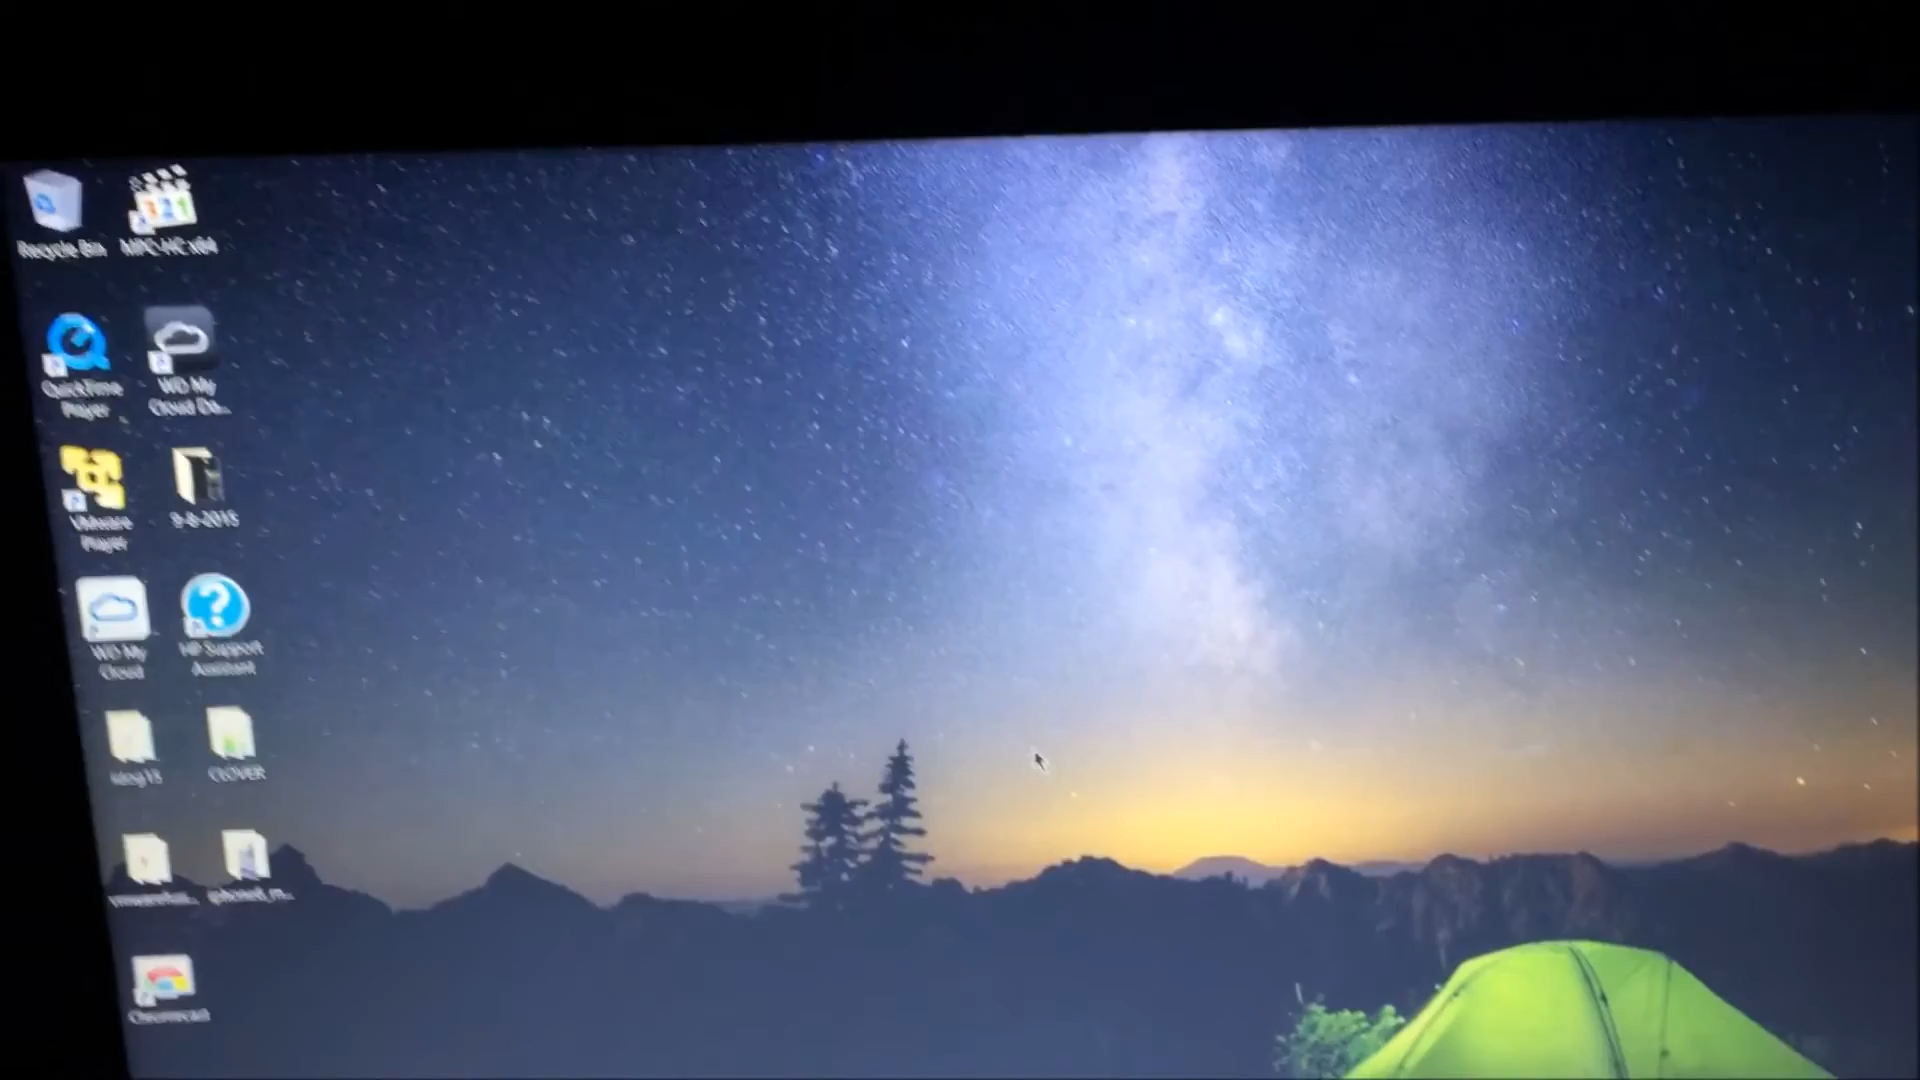 Recycle Bin
MPC-HC x64
QuickTime
Player
WD My
Cloud De...
VMware
Player
9-8-2015
WD My
Cloud
HP Support
Assistant
CLOVER
Chromecast